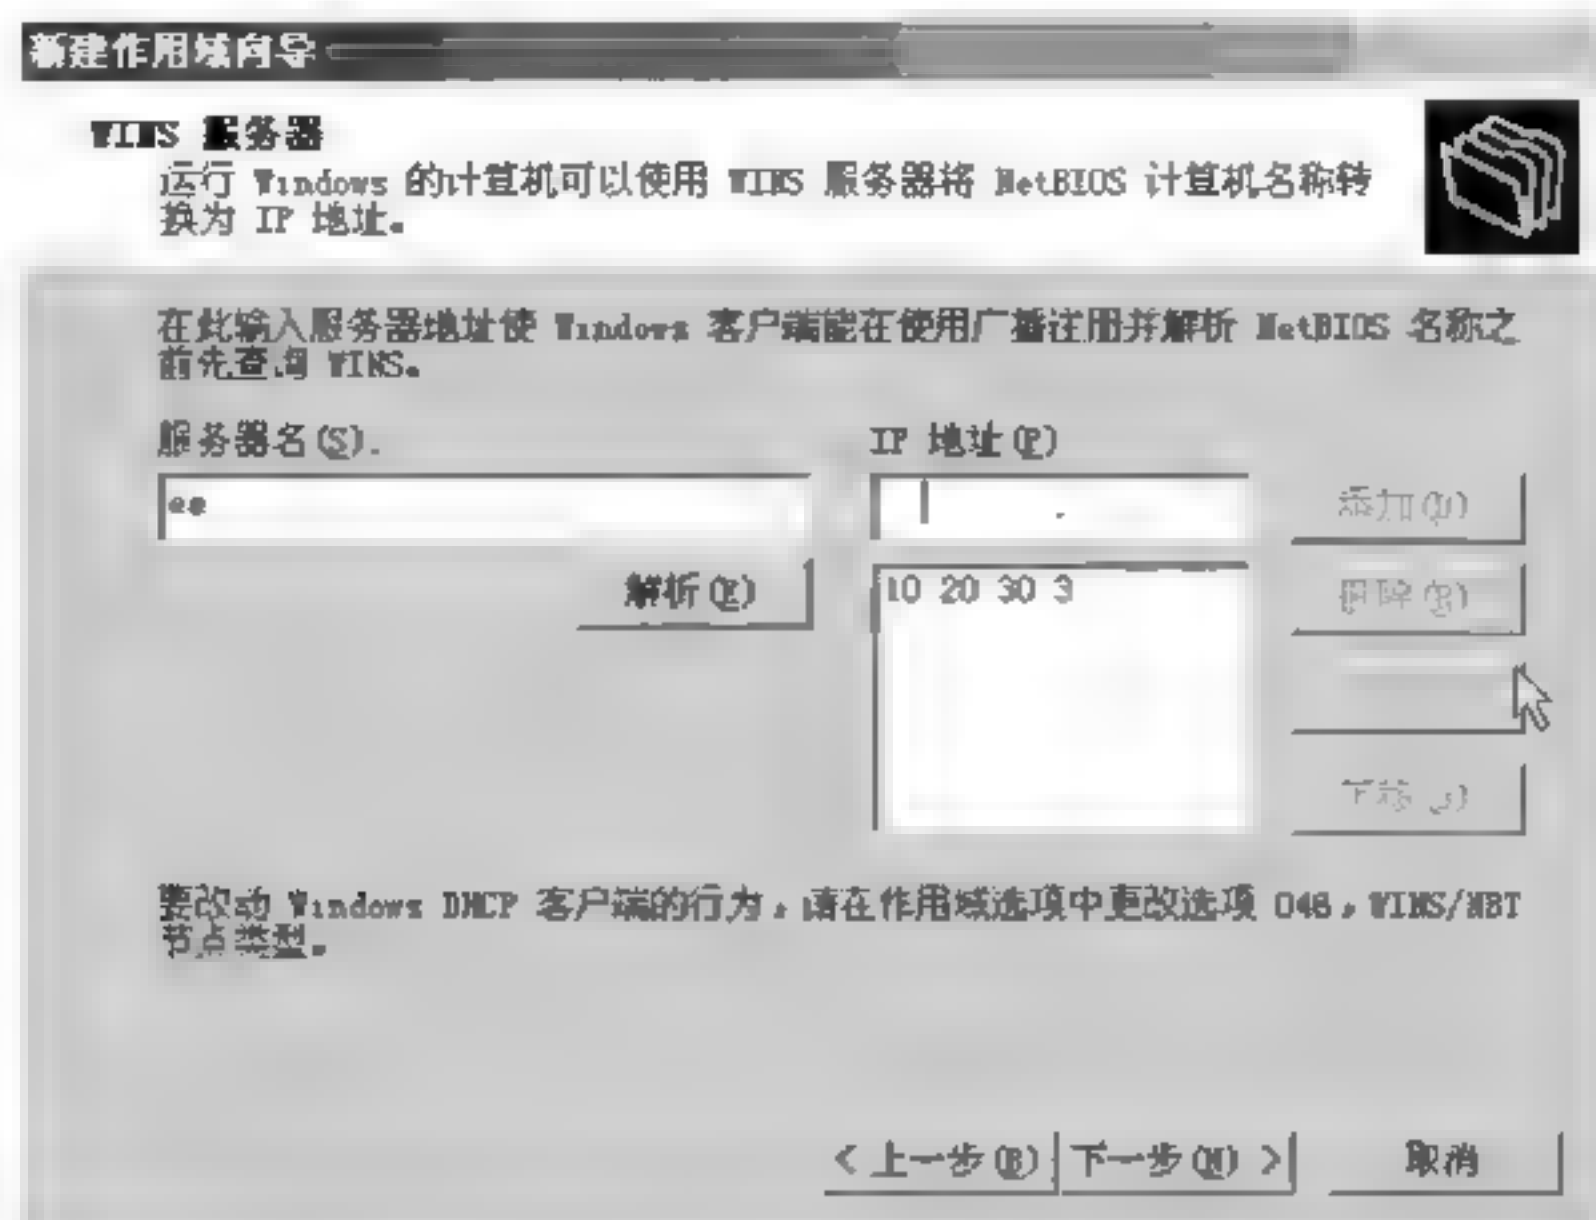 新建作用域向导
WINS 服务器
运行 Windows 的计算机可以使用 WINS 服务器将 NetBIOS 计算机名称转
换为 IP 地址。
在此输入服务器地址使 Windows 客户端能在使用广播注册并解析 NetBIOS 名称之
前先查询 WINS。
服务器名(S).
IP 地址(P)
ee
添加(D)
解析(E)
10 20 30 3
删除(R)
下移
要改动 Windows DHCP 客户端的行为，请在作用域选项中更改选项 046，WINS/NBT
节点类型。
< 上一步(B)
下一步(N) >
取消